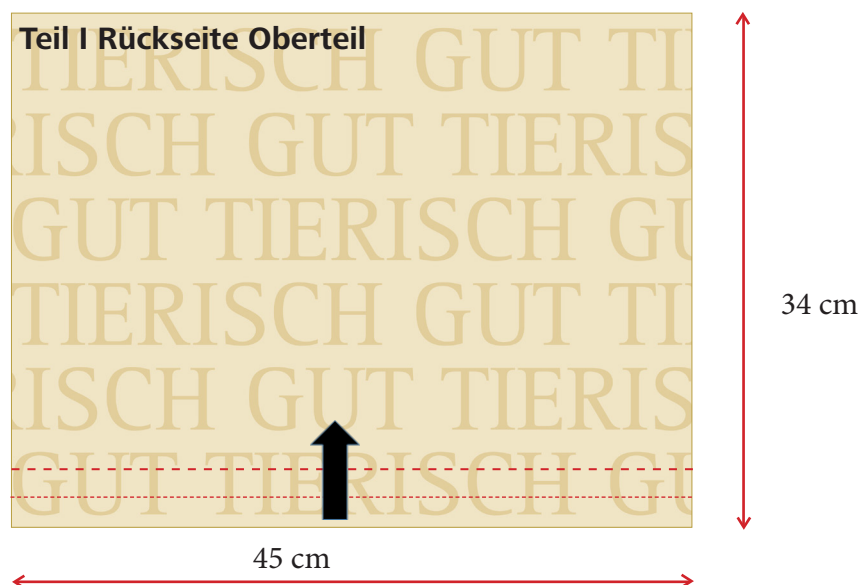 Teil I Rückseite Oberteil
TIERISCH GUT TI
ISCH GUT TIERIS
GUT TIERISCH GU
TIERISCH GUT TI
34 cm
RISCH GUT TIERIS
GUT TIERISCH GU
45 cm